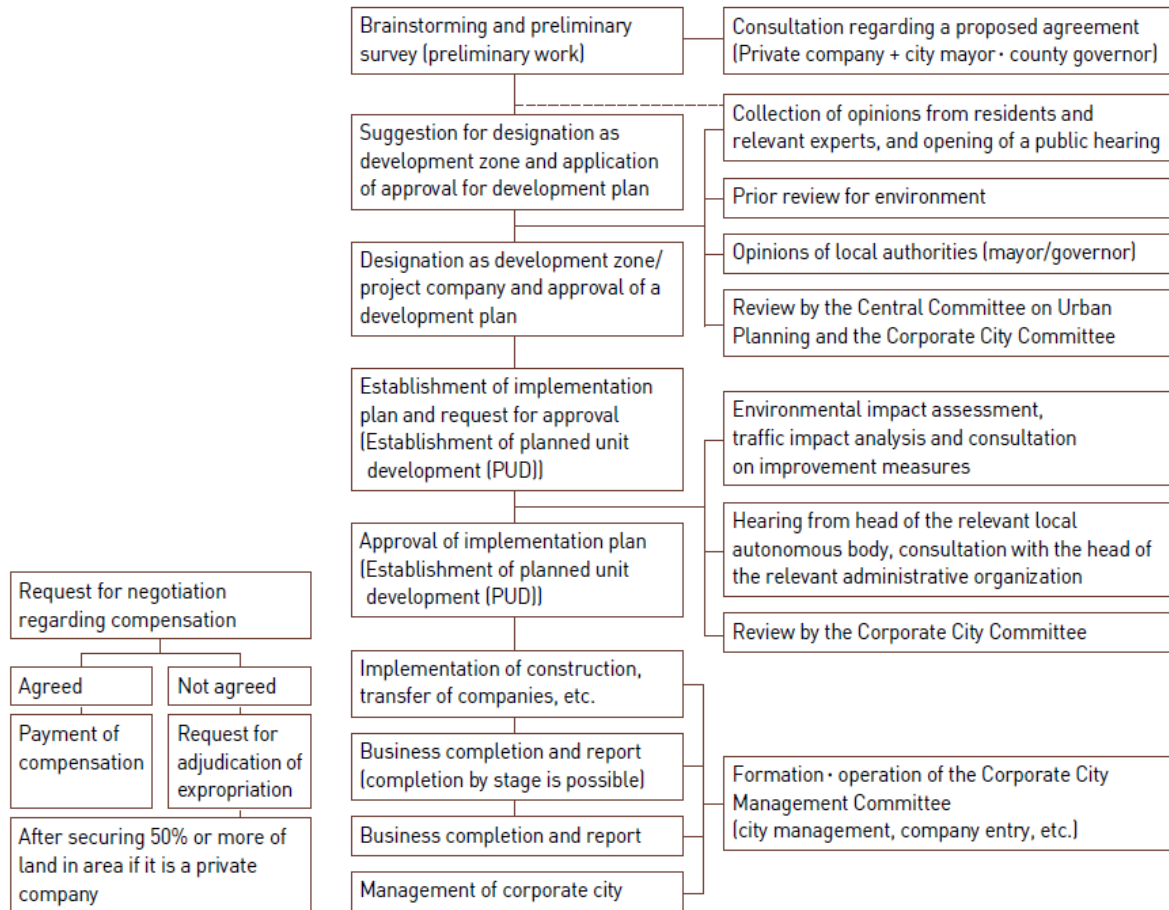 Brainstorming and preliminary
survey (preliminary work)
Consultation regarding a proposed agreement
(Private company + city mayor · county governor)
Collection of opinions from residents and
relevant experts, and opening of a public hearing
Suggestion for designation as
development zone and application
of approval for development plan
Prior review for environment
Opinions of local authorities (mayor/governor)
Designation as development zone/
project company and approval of a
development plan
Review by the Central Committee on Urban
Planning and the Corporate City Committee
Establishment of implementation
plan and request for approval
(Establishment of planned unit
development (PUD))
Environmental impact assessment,
traffic impact analysis and consultation
on improvement measures
Hearing from head of the relevant local
autonomous body, consultation with the head of
the relevant administrative organization
Approval of implementation plan
(Establishment of planned unit
development (PUD))
Review by the Corporate City Committee
Request for negotiation
regarding compensation
Agreed
Not agreed
Payment of
compensation
Request for
adjudication of
expropriation
After securing 50% or more of
land in area if it is a private
company
Implementation of construction,
transfer of companies, etc.
Business completion and report
(completion by stage is possible)
Business completion and report
Management of corporate city
Formation · operation of the Corporate City
Management Committee
(city management, company entry, etc.)